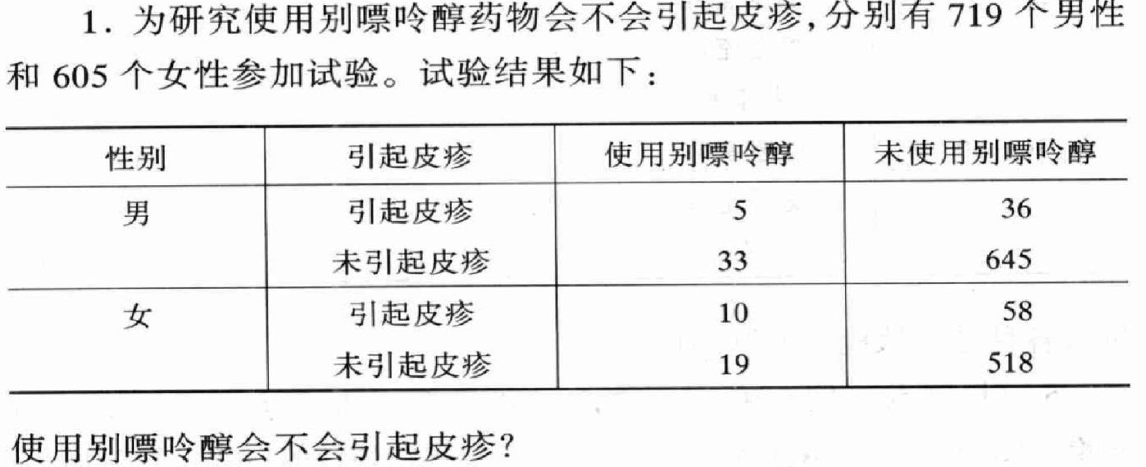 1. 为研究使用别嘌呤醇药物会不会引起皮疹,分别有 719 个男性
和 605 个女性参加试验。试验结果如下:
性别 引起皮疹 使用别嘌呤醇 未使用别嘌呤醇
男 引起皮疹 5 36
未引起皮疹 33 645
女 引起皮疹 10 58
未引起皮疹 19 518
使用别嘌呤醇会不会引起皮疹?